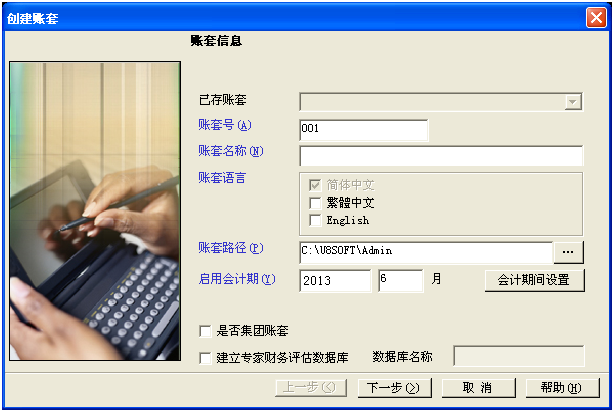 创建账套
账套信息
已存账套
账套号(A) 001
账套名称(N)
账套语言 简体中文
繁體中文
English
账套路径(P) C:\U8SOFT\Admin ...
启用会计期(Y) 2013 6 月 会计期间设置
是否集团账套
建立专家财务评估数据库 数据库名称
上一步(<) 下一步(>) 取 消 帮助(H)